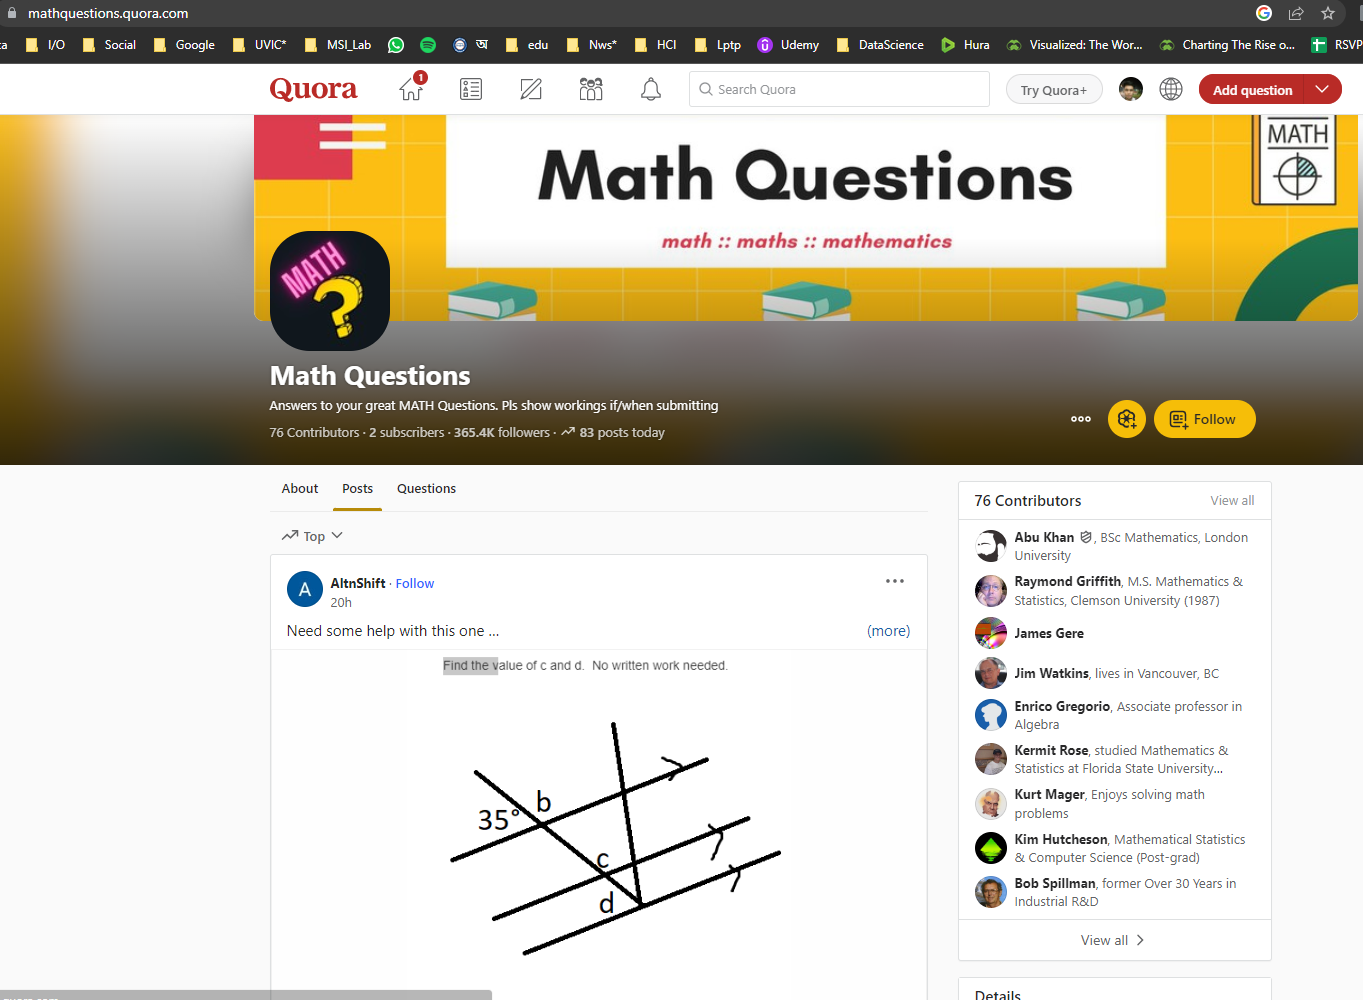 mathquestions.quora.com
I/O Social Google UVIC* MSI_Lab অ edu Nws* HCI Lptp Udemy DataScience Hura Visualized: The Wor... Charting The Rise o... RSVP
Quora 1 Search Quora Try Quora+ Add question
MATH
Math Questions
math :: maths :: mathematics
MATH ?
Math Questions
Answers to your great MATH Questions. Pls show workings if/when submitting
76 Contributors · 2 subscribers · 365.4K followers · 83 posts today
Follow
About Posts Questions
Top
A AltnShift · Follow
20h
Need some help with this one ... (more)
Find the value of c and d. No written work needed.
b
35°
c
d
76 Contributors View all
Abu Khan , BSc Mathematics, London
University
Raymond Griffith, M.S. Mathematics &
Statistics, Clemson University (1987)
James Gere
Jim Watkins, lives in Vancouver, BC
Enrico Gregorio, Associate professor in
Algebra
Kermit Rose, studied Mathematics &
Statistics at Florida State University...
Kurt Mager, Enjoys solving math
problems
Kim Hutcheson, Mathematical Statistics
& Computer Science (Post-grad)
Bob Spillman, former Over 30 Years in
Industrial R&D
View all
Details